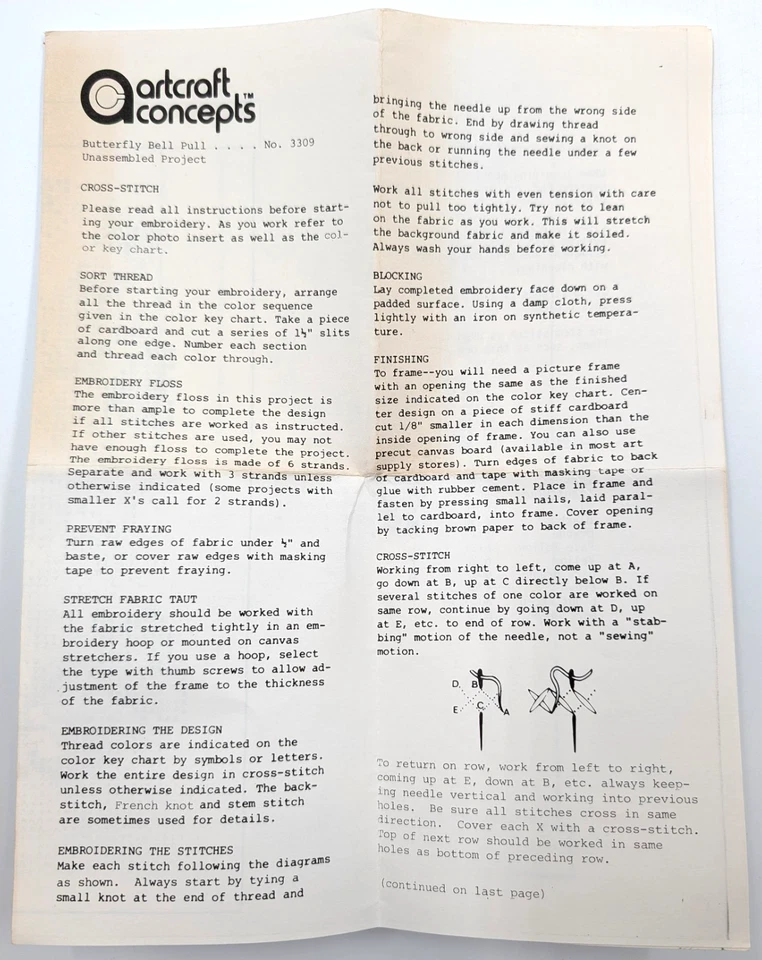 artcraft
concepts™
Butterfly Bell Pull . . . . No. 3309
Unassembled Project
CROSS-STITCH
Please read all instructions before start-
ing your embroidery. As you work refer to
the color photo insert as well as the col-
or key chart.
SORT THREAD
Before starting your embroidery, arrange
all the thread in the color sequence
given in the color key chart. Take a piece
of cardboard and cut a series of 1½" slits
along one edge. Number each section
and thread each color through.
EMBROIDERY FLOSS
The embroidery floss in this project is
more than ample to complete the design
if all stitches are worked as instructed.
If other stitches are used, you may not
have enough floss to complete the project.
The embroidery floss is made of 6 strands.
Separate and work with 3 strands unless
otherwise indicated (some projects with
smaller X's call for 2 strands).
PREVENT FRAYING
Turn raw edges of fabric under ½" and
baste, or cover raw edges with masking
tape to prevent fraying.
STRETCH FABRIC TAUT
All embroidery should be worked with
the fabric stretched tightly in an em-
broidery hoop or mounted on canvas
stretchers. If you use a hoop, select
the type with thumb screws to allow ad-
justment of the frame to the thickness
of the fabric.
EMBROIDERING THE DESIGN
Thread colors are indicated on the
color key chart by symbols or letters.
Work the entire design in cross-stitch
unless otherwise indicated. The back-
stitch, French knot and stem stitch
are sometimes used for details.
EMBROIDERING THE STITCHES
Make each stitch following the diagrams
as shown. Always start by tying a
small knot at the end of thread and
bringing the needle up from the wrong side
of the fabric. End by drawing thread
through to wrong side and sewing a knot on
the back or running the needle under a few
previous stitches.
Work all stitches with even tension with care
not to pull too tightly. Try not to lean
on the fabric as you work. This will stretch
the background fabric and make it soiled.
Always wash your hands before working.
BLOCKING
Lay completed embroidery face down on a
padded surface. Using a damp cloth, press
lightly with an iron on synthetic tempera-
ture.
FINISHING
To frame--you will need a picture frame
with an opening the same as the finished
size indicated on the color key chart. Cen-
ter design on a piece of stiff cardboard
cut 1/8" smaller in each dimension than the
inside opening of frame. You can also use
precut canvas board (available in most art
supply stores). Turn edges of fabric to back
of cardboard and tape with masking tape or
glue with rubber cement. Place in frame and
fasten by pressing small nails, laid paral-
lel to cardboard, into frame. Cover opening
by tacking brown paper to back of frame.
CROSS-STITCH
Working from right to left, come up at A,
go down at B, up at C directly below B. If
several stitches of one color are worked on
same row, continue by going down at D, up
at E, etc. to end of row. Work with a "stab-
bing" motion of the needle, not a "sewing"
motion.
D B
E C A
To return on row, work from left to right,
coming up at E, down at B, etc. always keep-
ing needle vertical and working into previous
holes. Be sure all stitches cross in same
direction. Cover each X with a cross-stitch.
Top of next row should be worked in same
holes as bottom of preceding row.
(continued on last page)